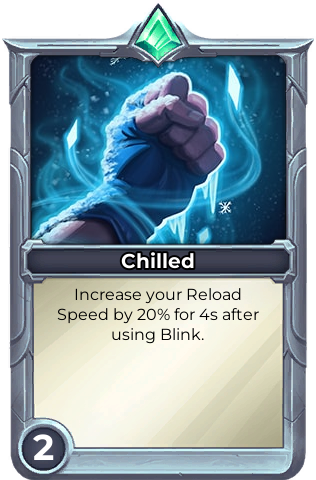 Chilled
Increase your Reload
Speed by 20% for 4s after
using Blink.
2